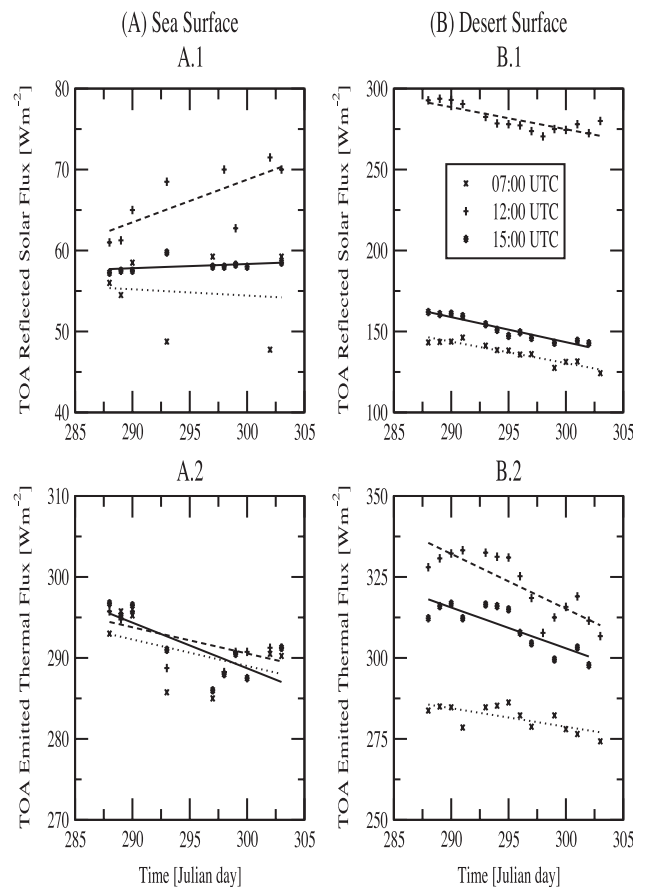 (A) Sea Surface
(B) Desert Surface
A.1
B.1
TOA Reflected Solar Flux [Wm⁻²]
80
70
60
50
40
285 290 295 300 305
TOA Reflected Solar Flux [Wm⁻²]
300
250
200
150
100
285 290 295 300 305
07:00 UTC
12:00 UTC
15:00 UTC
A.2
B.2
TOA Emitted Thermal Flux [Wm⁻²]
310
300
290
280
270
285 290 295 300 305
Time [Julian day]
TOA Emitted Thermal Flux [Wm⁻²]
350
325
300
275
250
285 290 295 300 305
Time [Julian day]